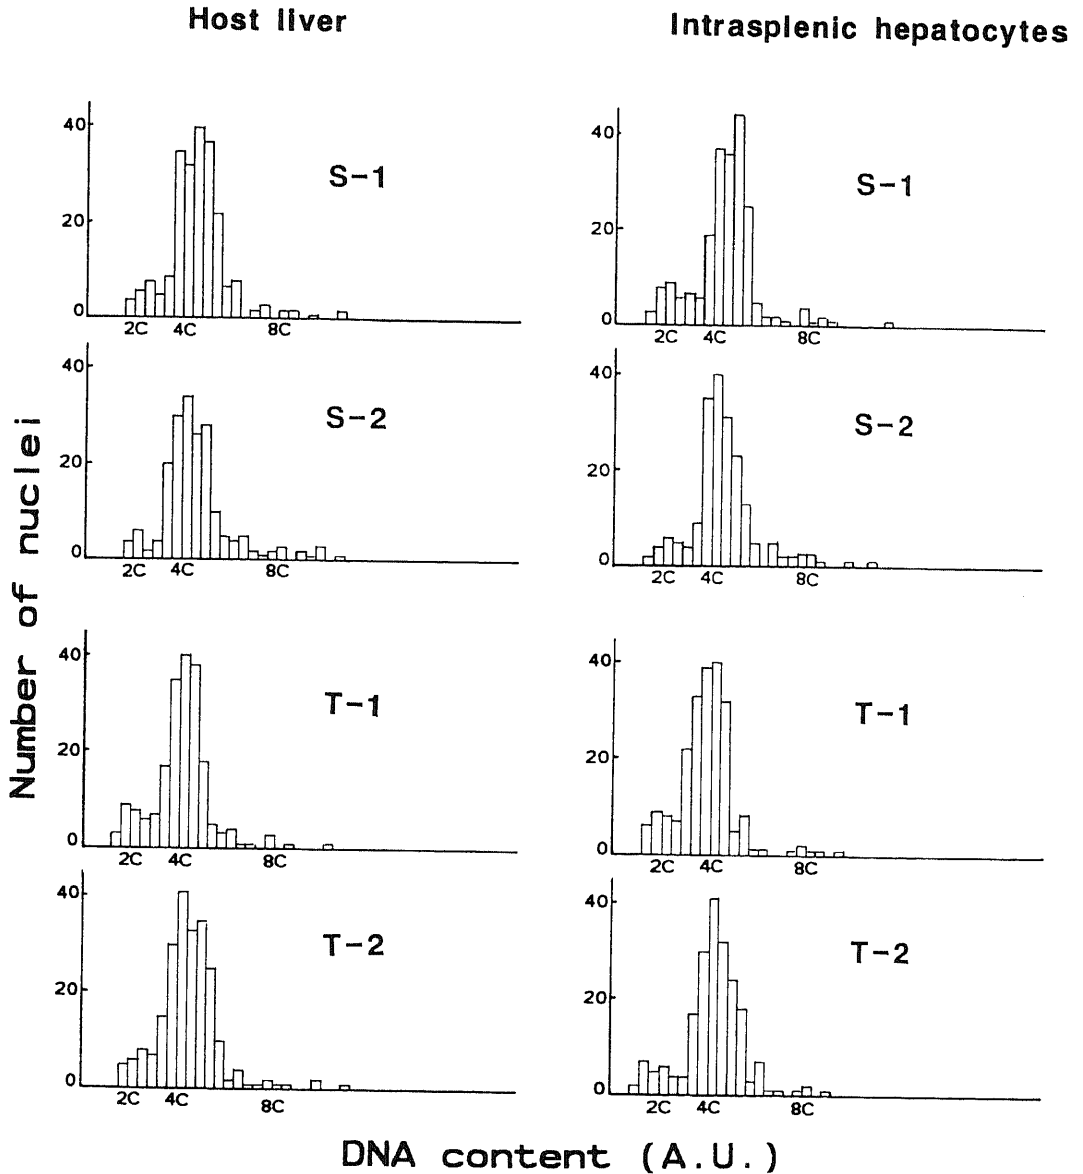 Host liver
Intrasplenic hepatocytes
Number of nuclei
40
20
0
S-1
2C 4C 8C
40
20
0
S-1
2C 4C 8C
40
20
0
S-2
2C 4C 8C
40
20
0
S-2
2C 4C 8C
40
20
0
T-1
2C 4C 8C
40
20
0
T-1
2C 4C 8C
40
20
0
T-2
2C 4C 8C
40
20
0
T-2
2C 4C 8C
DNA content (A.U.)